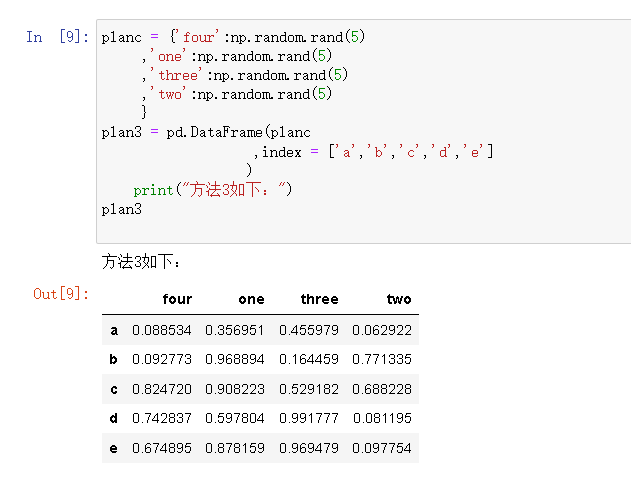 In [9]: planc = {'four':np.random.rand(5)
,'one':np.random.rand(5)
,'three':np.random.rand(5)
,'two':np.random.rand(5)
}
plan3 = pd.DataFrame(planc
,index = ['a','b','c','d','e']
)
print("方法3如下：")
plan3
方法3如下：
Out[9]:
four one three two
a 0.088534 0.356951 0.455979 0.062922
b 0.092773 0.968894 0.164459 0.771335
c 0.824720 0.908223 0.529182 0.688228
d 0.742837 0.597804 0.991777 0.081195
e 0.674895 0.878159 0.969479 0.097754